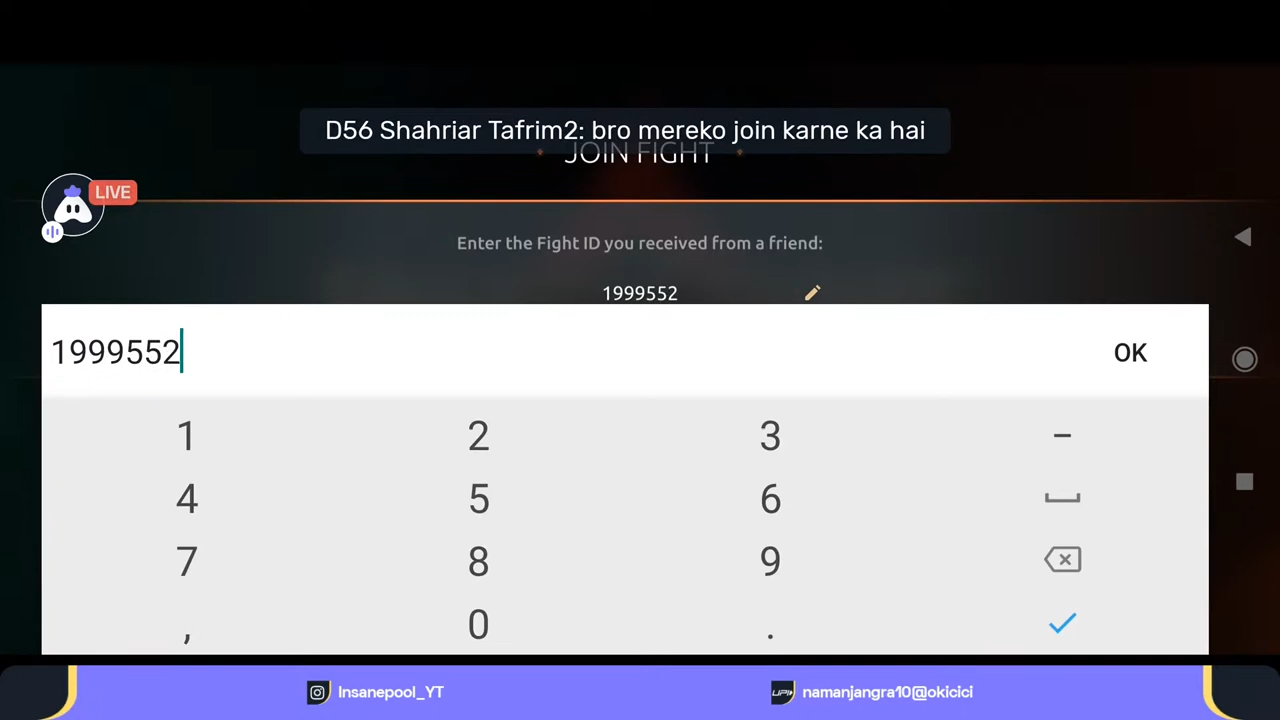 D56 Shahriar Tafrim2: bro mereko join karne ka hai
JOIN FIGHT
LIVE
Enter the Fight ID you received from a friend:
1999552
1999552
OK
1 2 3 –
4 5 6
7 8 9
, 0 .
Insanepool_YT
UPI namanjangra10@okicici